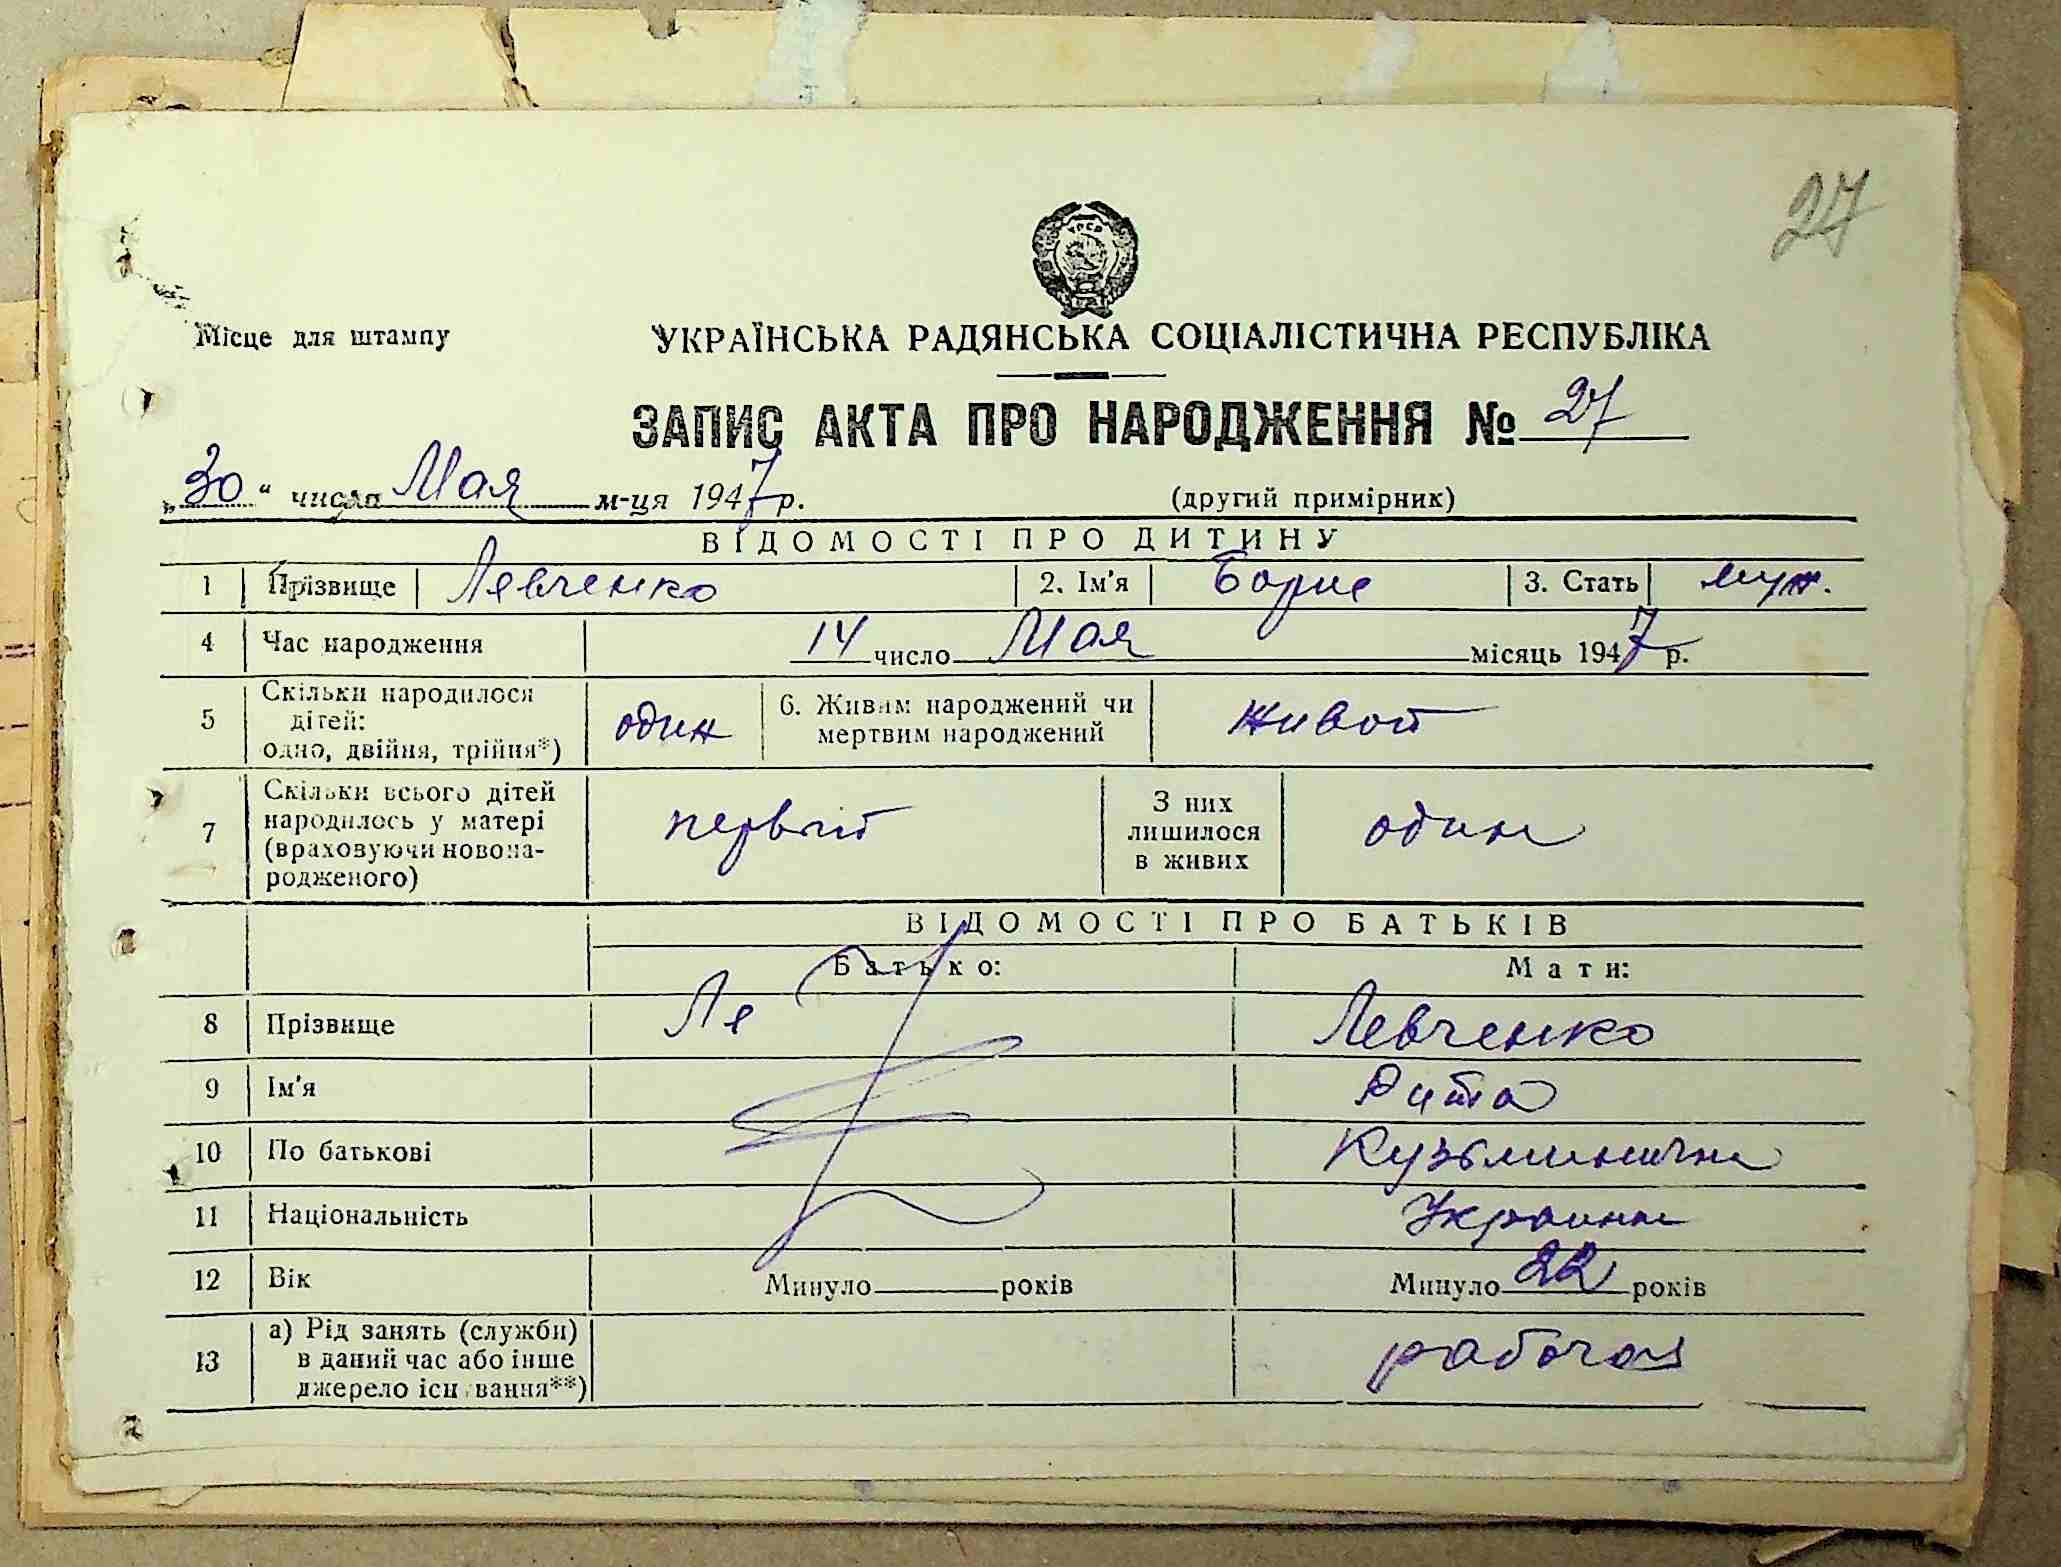 27
УРСР
Місце для штампу
УКРАЇНСЬКА РАДЯНСЬКА СОЦІАЛІСТИЧНА РЕСПУБЛІКА
ЗАПИС АКТА ПРО НАРОДЖЕННЯ № 27
„30“ числа Мая м-ця 1947 р.
(другий примірник)
ВІДОМОСТІ ПРО ДИТИНУ
1 Прізвище Левченко 2. Ім'я Борис 3. Стать муж.
4 Час народження 14 число Мая місяць 1947 р.
5 Скільки народилося дітей: одно, двійня, трійня*) один 6. Живим народжений чи мертвим народжений живой
7 Скільки всього дітей народилось у матері (враховуючи новонародженого) первый З них лишилося в живих один
ВІДОМОСТІ ПРО БАТЬКІВ
Батько: Мати:
8 Прізвище Ле Левченко
9 Ім'я Рита
10 По батькові Кузьминична
11 Національність Украинка
12 Вік Минуло років Минуло 22 років
13 а) Рід занять (служби) в даний час або інше джерело існування**) рабочая